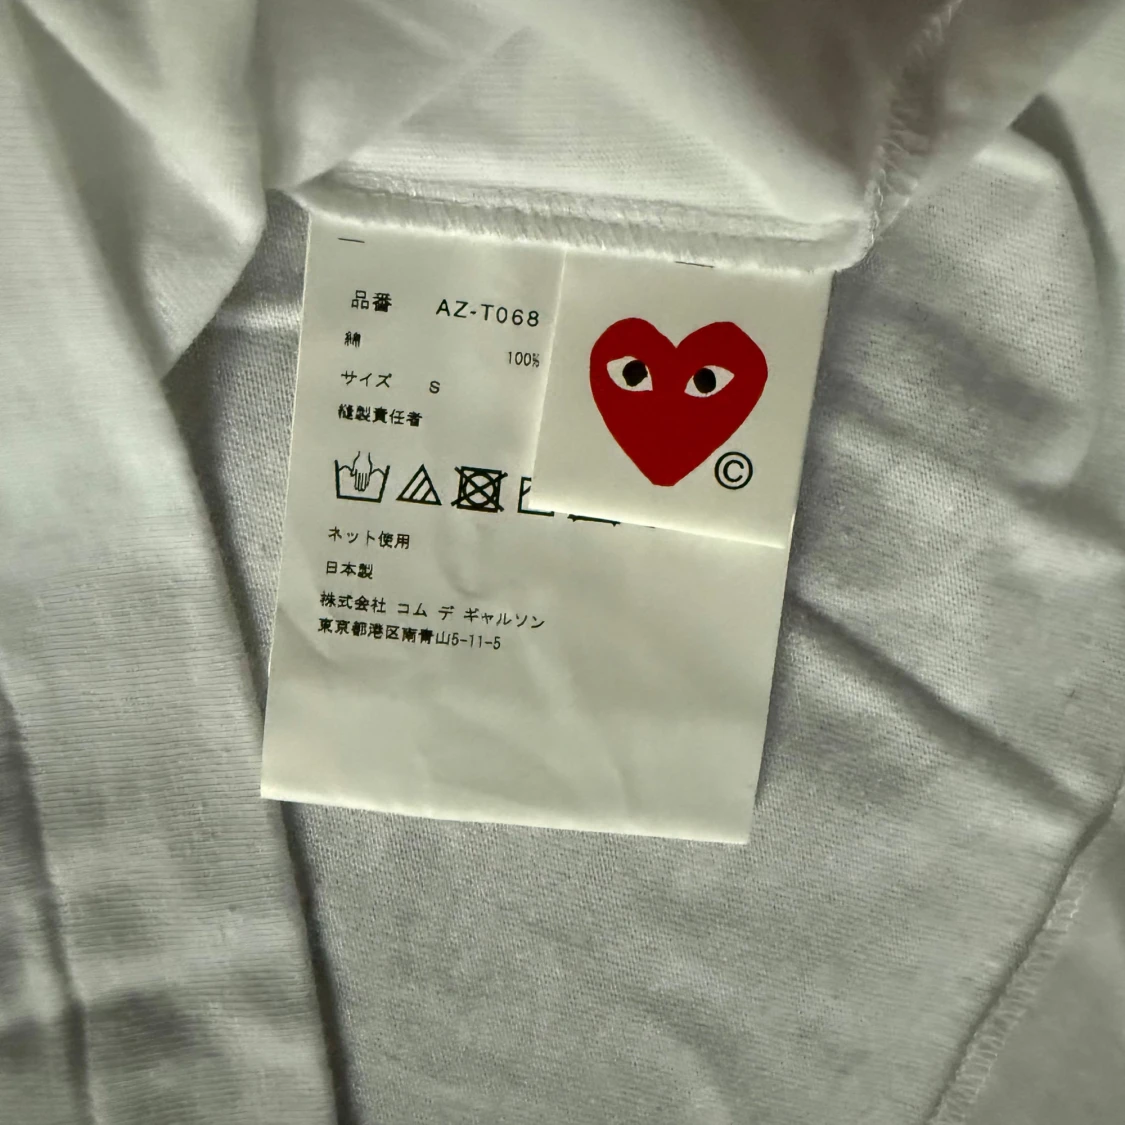 品番 AZ-T068
綿 100%
サイズ S
縫製責任者
ネット使用
日本製
株式会社 コム デ ギャルソン
東京都港区南青山5-11-5
©